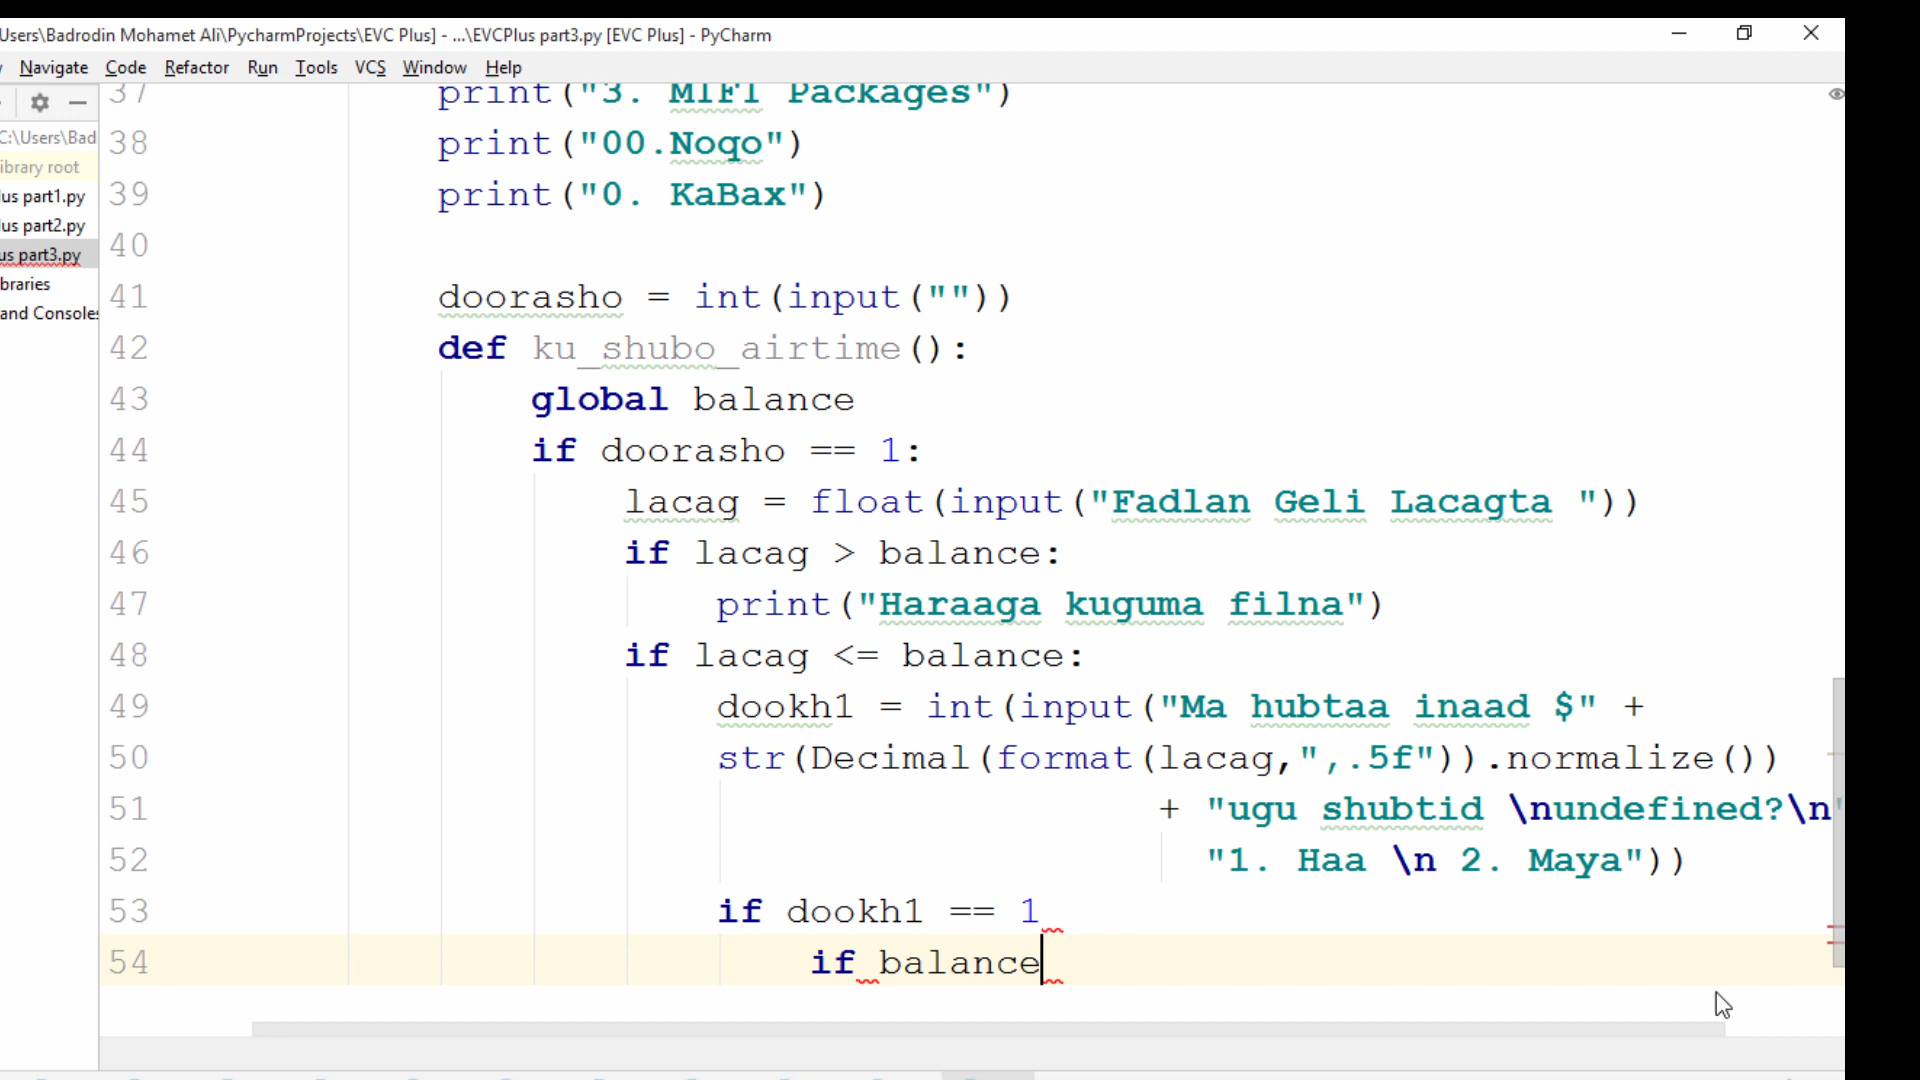 Users\Badrodin Mohamet Ali\PycharmProjects\EVC Plus] - ...\EVCPlus part3.py [EVC Plus] - PyCharm
Navigate Code Refactor Run Tools VCS Window Help
C:\Users\Bad
ibrary root
lus part1.py
lus part2.py
us part3.py
braries
and Consoles
37 print("3. MIFI Packages")
38 print("00.Noqo")
39 print("0. KaBax")
40
41 doorasho = int(input(""))
42 def ku_shubo_airtime():
43 global balance
44 if doorasho == 1:
45 lacag = float(input("Fadlan Geli Lacagta "))
46 if lacag > balance:
47 print("Haraaga kuguma filna")
48 if lacag <= balance:
49 dookh1 = int(input("Ma hubtaa inaad $" +
50 str(Decimal(format(lacag,",.5f")).normalize())
51 + "ugu shubtid \nundefined?\n"
52 "1. Haa \n 2. Maya"))
53 if dookh1 == 1
54 if balance